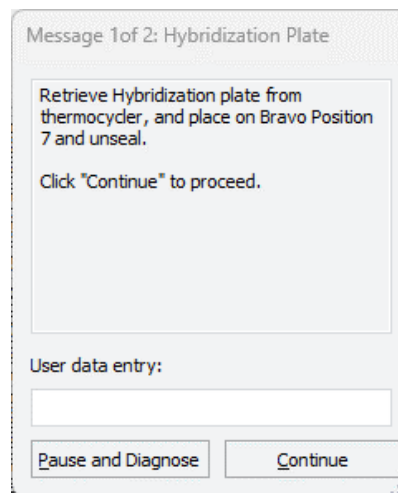 Message 1of 2: Hybridization Plate
Retrieve Hybridization plate from
thermocycler, and place on Bravo Position
7 and unseal.
Click "Continue" to proceed.
User data entry:
Pause and Diagnose
Continue